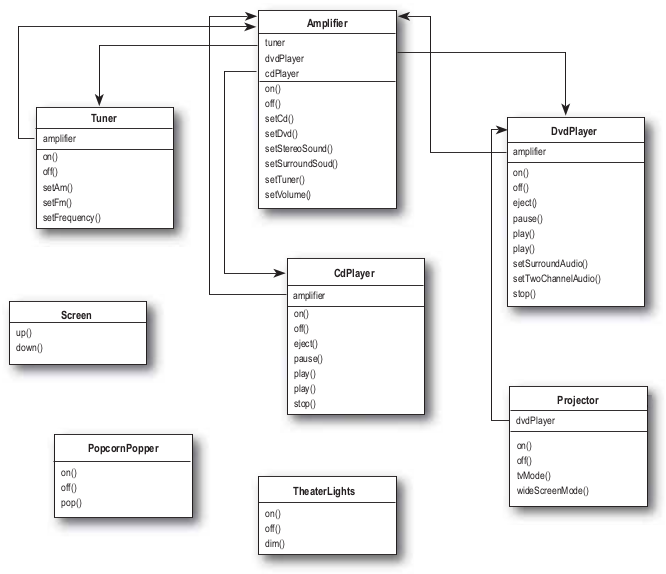 Amplifier
tuner
dvdPlayer
cdPlayer
on()
off()
setCd()
setDvd()
setStereoSound()
setSurroundSoud()
setTuner()
setVolume()
Tuner
amplifier
on()
off()
setAm()
setFm()
setFrequency()
DvdPlayer
amplifier
on()
off()
eject()
pause()
play()
play()
setSurroundAudio()
setTwoChannelAudio()
stop()
CdPlayer
amplifier
on()
off()
eject()
pause()
play()
play()
stop()
Screen
up()
down()
Projector
dvdPlayer
on()
off()
tvMode()
wideScreenMode()
PopcornPopper
on()
off()
pop()
TheaterLights
on()
off()
dim()